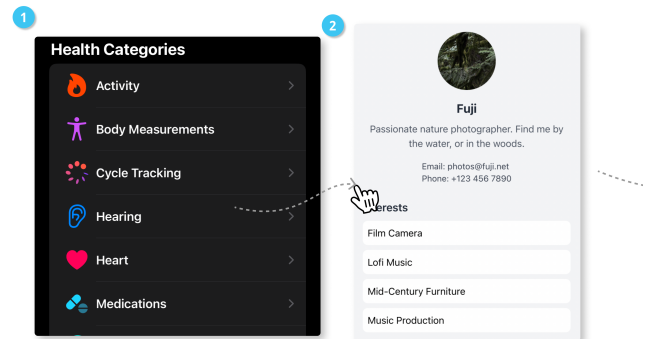 1
Health Categories
Activity
Body Measurements
Cycle Tracking
Hearing
Heart
Medications
2
Fuji
Passionate nature photographer. Find me by
the water, or in the woods.
Email: photos@fuji.net
Phone: +123 456 7890
Film Camera
Lofi Music
Mid-Century Furniture
Music Production